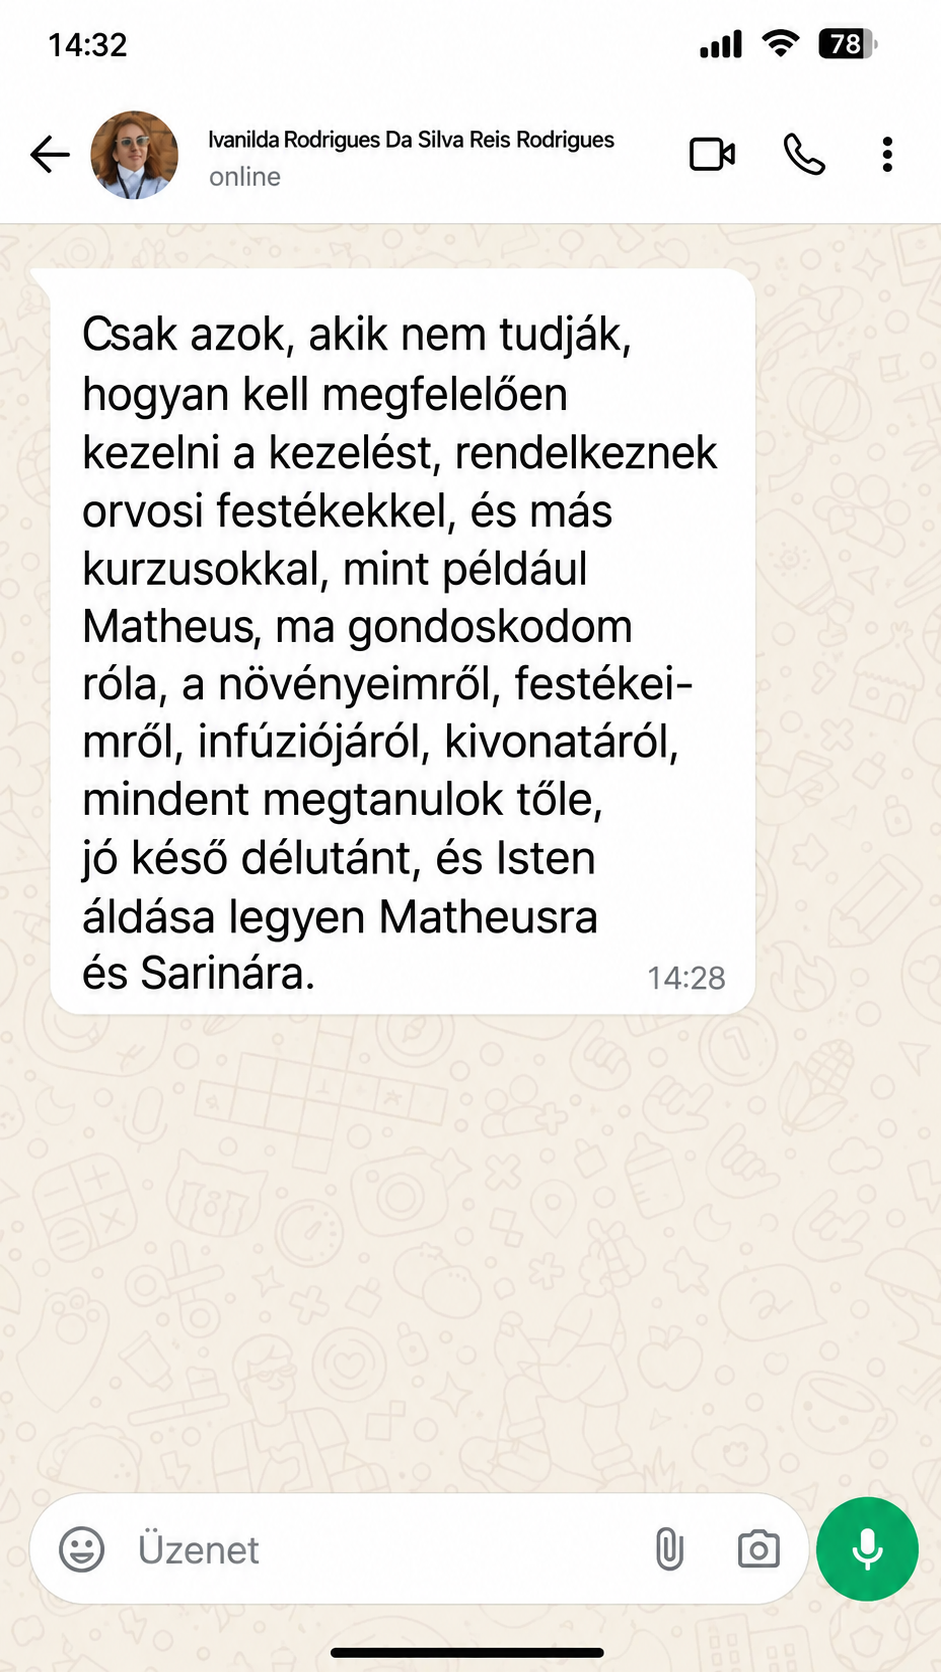 14:32
78
Ivanilda Rodrigues Da Silva Reis Rodrigues
online
Csak azok, akik nem tudják,
hogyan kell megfelelően
kezelni a kezelést, rendelkeznek
orvosi festékekkel, és más
kurzusokkal, mint például
Matheus, ma gondoskodom
róla, a növényeimről, festékei-
mről, infúziójáról, kivonatáról,
mindent megtanulok tőle,
jó késő délutánt, és Isten
áldása legyen Matheusra
és Sarinára.
14:28
Üzenet